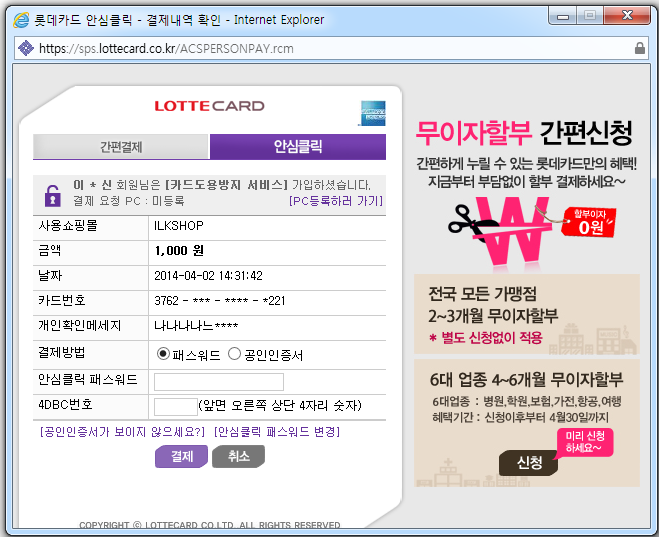 롯데카드 안심클릭 - 결제내역 확인 - Internet Explorer
https://sps.lottecard.co.kr/ACSPERSONPAY.rcm
LOTTECARD
간편결제
안심클릭
이 * 신 회원님은 [카드도용방지 서비스] 가입하셨습니다.
결제 요청 PC : 미등록
[PC등록하러 가기]
사용쇼핑몰 ILKSHOP
금액 1,000 원
날짜 2014-04-02 14:31:42
카드번호 3762 - *** - **** - *221
개인확인메세지 나나나나느****
결제방법 패스워드 공인인증서
안심클릭 패스워드
4DBC번호 (앞면 오른쪽 상단 4자리 숫자)
[공인인증서가 보이지 않으세요?] [안심클릭 패스워드 변경]
결제 취소
COPYRIGHT ⓒ LOTTECARD CO.LTD. ALL RIGHTS RESERVED
무이자할부 간편신청
간편하게 누릴 수 있는 롯데카드만의 혜택!
지금부터 부담없이 할부 결제하세요~
할부이자
0원
전국 모든 가맹점
2~3개월 무이자할부
* 별도 신청없이 적용
6대 업종 4~6개월 무이자할부
6대업종 : 병원,학원,보험,가전,항공,여행
혜택기간 : 신청이후부터 4월30일까지
미리 신청
하세요~
신청